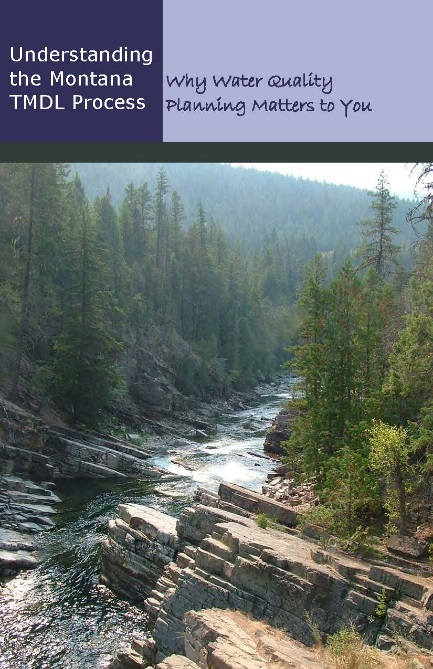 Understanding
the Montana
TMDL Process
Why Water Quality
Planning Matters to You